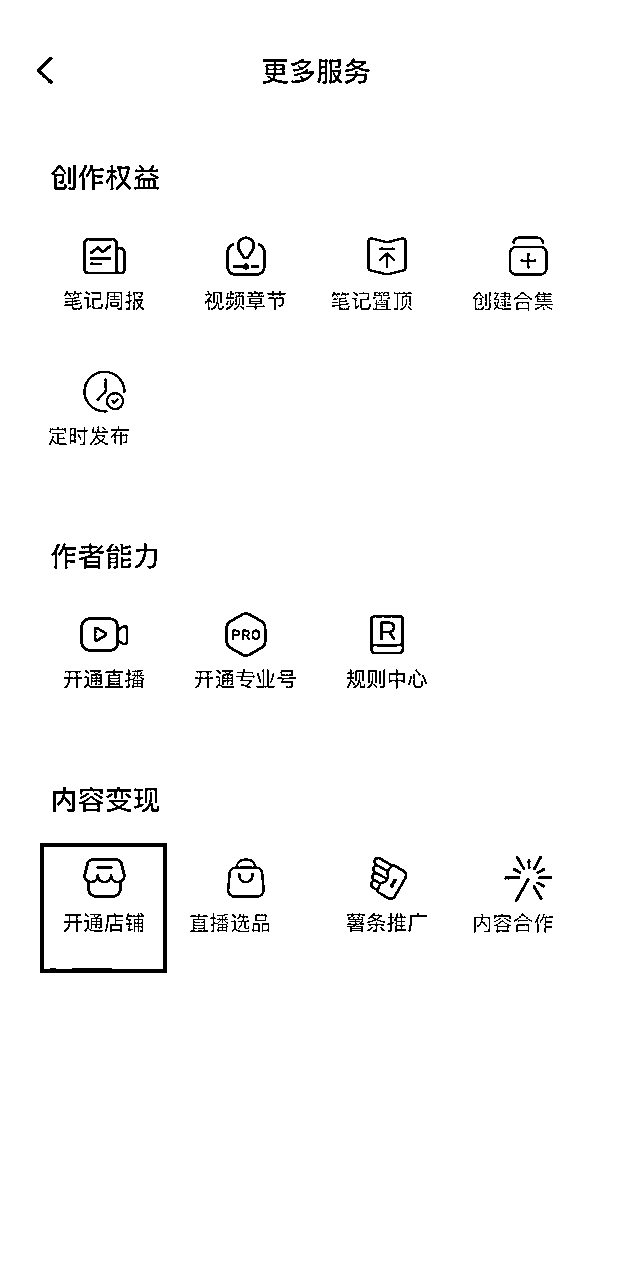 更多服务
创作权益
笔记周报 视频章节 笔记置顶 创建合集
定时发布
作者能力
PRO R
开通直播 开通专业号 规则中心
内容变现
开通店铺 直播选品 薯条推广 内容合作